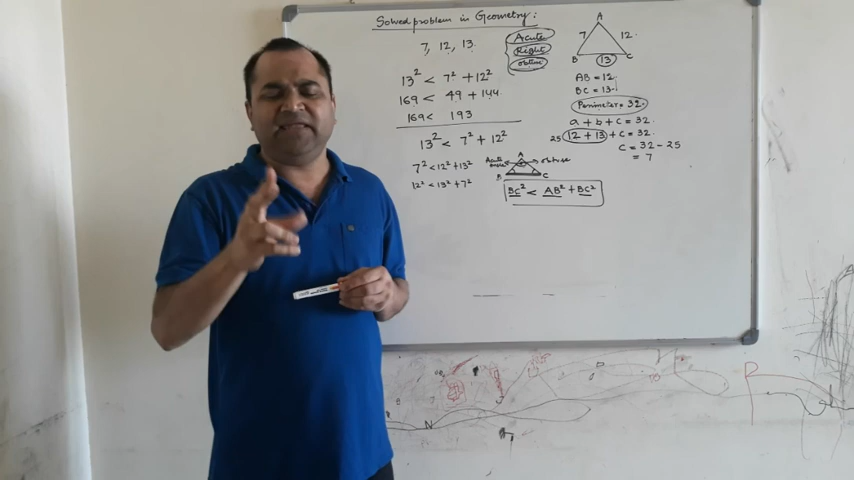 Solved problem in Geometry:
7, 12, 13
Acute
Right
obtuse
13² < 7² + 12²
169 < 49 + 144
169 < 193
13² < 7² + 12²
7² < 12² + 13²
12² < 13² + 7²
A
7 12
B 13 C
AB = 12
BC = 13
Perimeter = 32
a + b + c = 32
25 12 + 13 + c = 32
c = 32 - 25
= 7
Acute A obtuse
B C
BC² < AB² + BC²